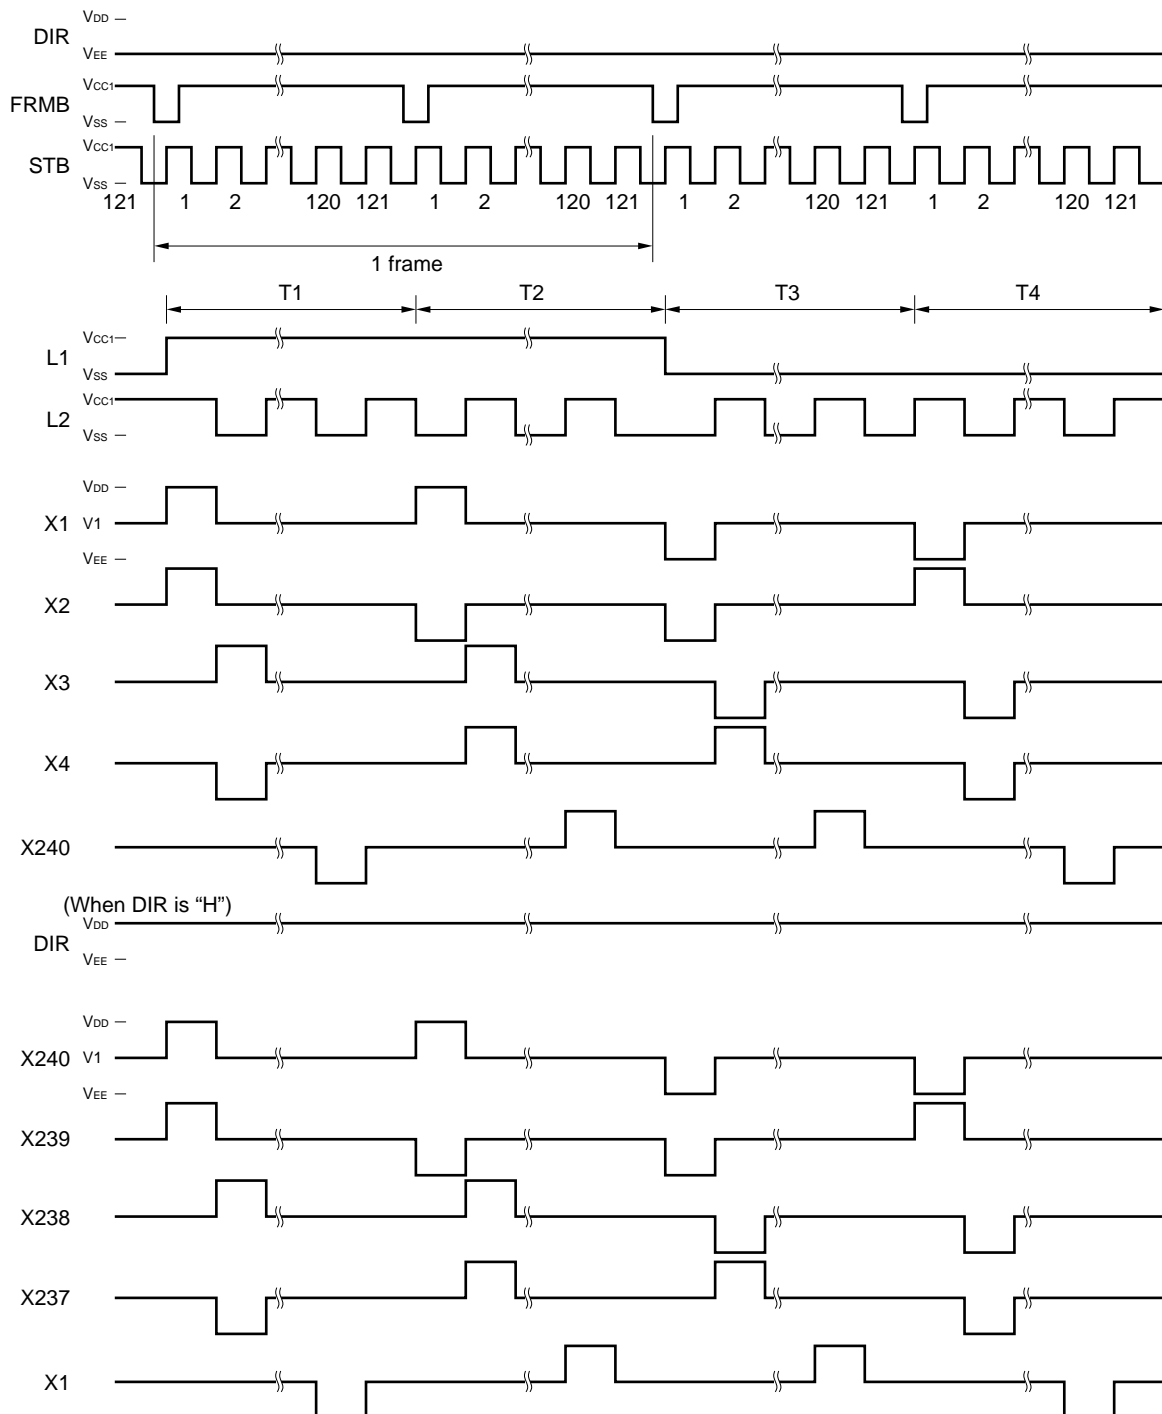 VDD
DIR
VEE
VCC1
FRMB
VSS
VCC1
STB
VSS
121 1 2 120 121 1 2 120 121 1 2 120 121 1 2 120 121
1 frame
T1 T2 T3 T4
VCC1
L1
VSS
VCC1
L2
VSS
VDD
X1 V1
VEE
X2
X3
X4
X240
(When DIR is “H”)
VDD
DIR
VEE
VDD
X240 V1
VEE
X239
X238
X237
X1